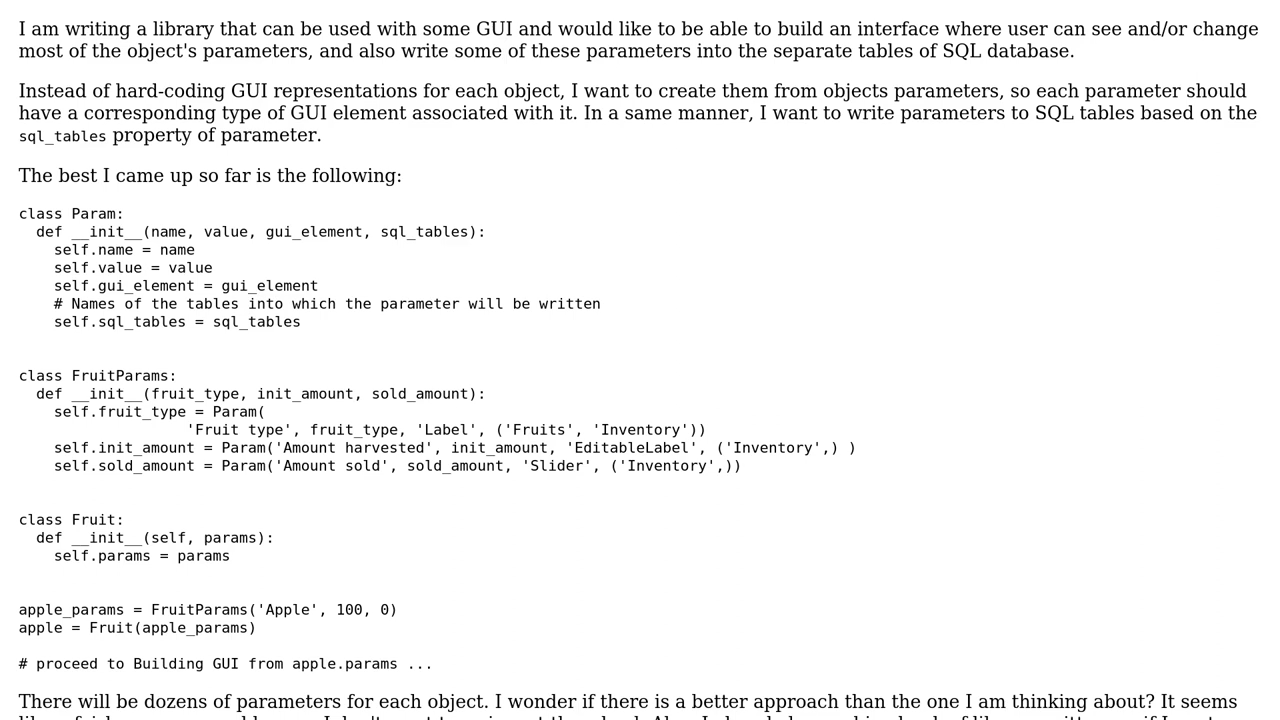 I am writing a library that can be used with some GUI and would like to be able to build an interface where user can see and/or change
most of the object's parameters, and also write some of these parameters into the separate tables of SQL database.
Instead of hard-coding GUI representations for each object, I want to create them from objects parameters, so each parameter should
have a corresponding type of GUI element associated with it. In a same manner, I want to write parameters to SQL tables based on the
sql_tables property of parameter.
The best I came up so far is the following:
class Param:
  def __init__(name, value, gui_element, sql_tables):
    self.name = name
    self.value = value
    self.gui_element = gui_element
    # Names of the tables into which the parameter will be written
    self.sql_tables = sql_tables
class FruitParams:
  def __init__(fruit_type, init_amount, sold_amount):
    self.fruit_type = Param(
                   'Fruit type', fruit_type, 'Label', ('Fruits', 'Inventory'))
    self.init_amount = Param('Amount harvested', init_amount, 'EditableLabel', ('Inventory',) )
    self.sold_amount = Param('Amount sold', sold_amount, 'Slider', ('Inventory',))
class Fruit:
  def __init__(self, params):
    self.params = params
apple_params = FruitParams('Apple', 100, 0)
apple = Fruit(apple_params)
# proceed to Building GUI from apple.params ...
There will be dozens of parameters for each object. I wonder if there is a better approach than the one I am thinking about? It seems